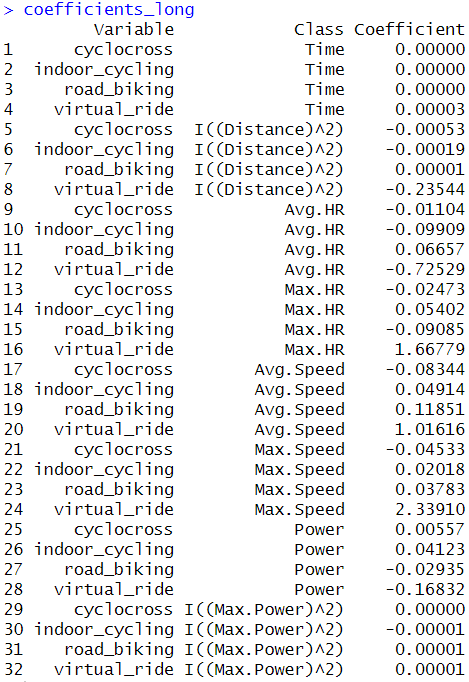 > coefficients_long
Variable Class Coefficient
1 cyclocross Time 0.00000
2 indoor_cycling Time 0.00000
3 road_biking Time 0.00000
4 virtual_ride Time 0.00003
5 cyclocross I((Distance)^2) -0.00053
6 indoor_cycling I((Distance)^2) -0.00019
7 road_biking I((Distance)^2) 0.00001
8 virtual_ride I((Distance)^2) -0.23544
9 cyclocross Avg.HR -0.01104
10 indoor_cycling Avg.HR -0.09909
11 road_biking Avg.HR 0.06657
12 virtual_ride Avg.HR -0.72529
13 cyclocross Max.HR -0.02473
14 indoor_cycling Max.HR 0.05402
15 road_biking Max.HR -0.09085
16 virtual_ride Max.HR 1.66779
17 cyclocross Avg.Speed -0.08344
18 indoor_cycling Avg.Speed 0.04914
19 road_biking Avg.Speed 0.11851
20 virtual_ride Avg.Speed 1.01616
21 cyclocross Max.Speed -0.04533
22 indoor_cycling Max.Speed 0.02018
23 road_biking Max.Speed 0.03783
24 virtual_ride Max.Speed 2.33910
25 cyclocross Power 0.00557
26 indoor_cycling Power 0.04123
27 road_biking Power -0.02935
28 virtual_ride Power -0.16832
29 cyclocross I((Max.Power)^2) 0.00000
30 indoor_cycling I((Max.Power)^2) -0.00001
31 road_biking I((Max.Power)^2) 0.00001
32 virtual_ride I((Max.Power)^2) 0.00001